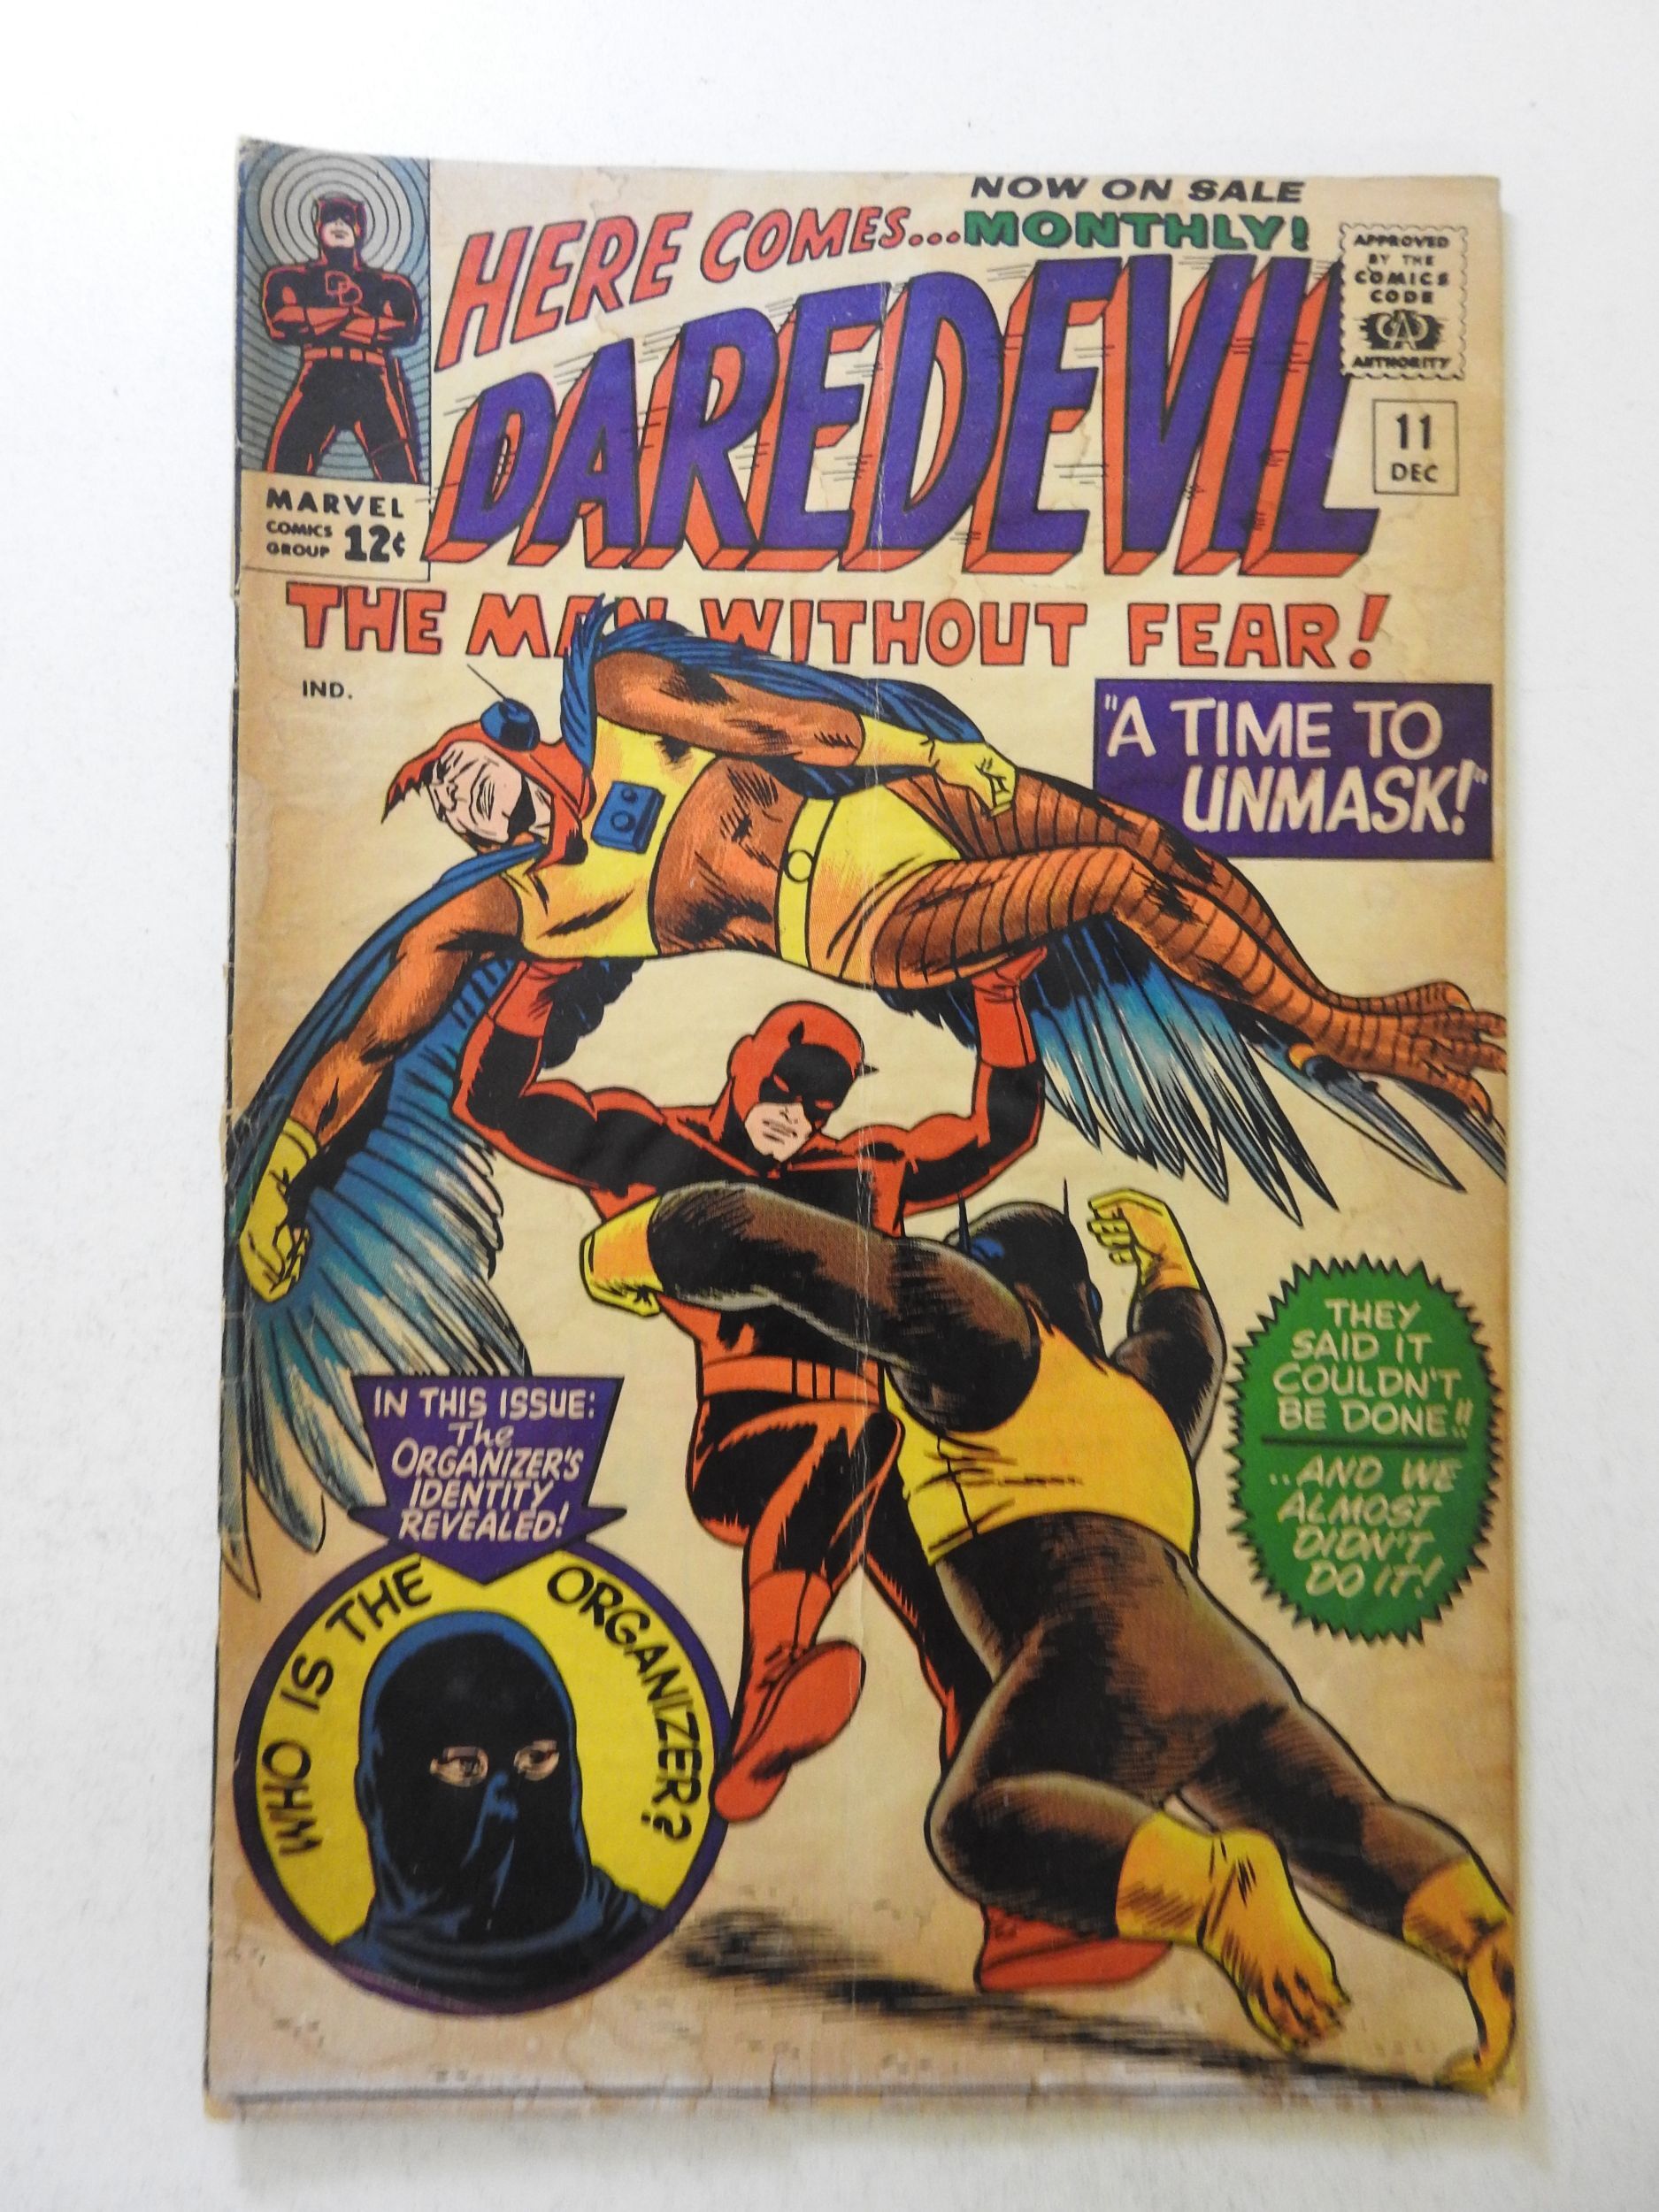 NOW ON SALE
HERE COMES...MONTHLY!
DAREDEVIL
APPROVED
BY THE
COMICS
CODE
CA
AUTHORITY
11
DEC
DD
MARVEL
COMICS
GROUP 12¢
THE MAN WITHOUT FEAR!
IND.
"A TIME TO
UNMASK!"
THEY
SAID IT
COULDN'T
BE DONE!!
..AND WE
ALMOST
DIDN'T
DO IT!
IN THIS ISSUE:
The
ORGANIZER'S
IDENTITY
REVEALED!
WHO IS THE ORGANIZER?